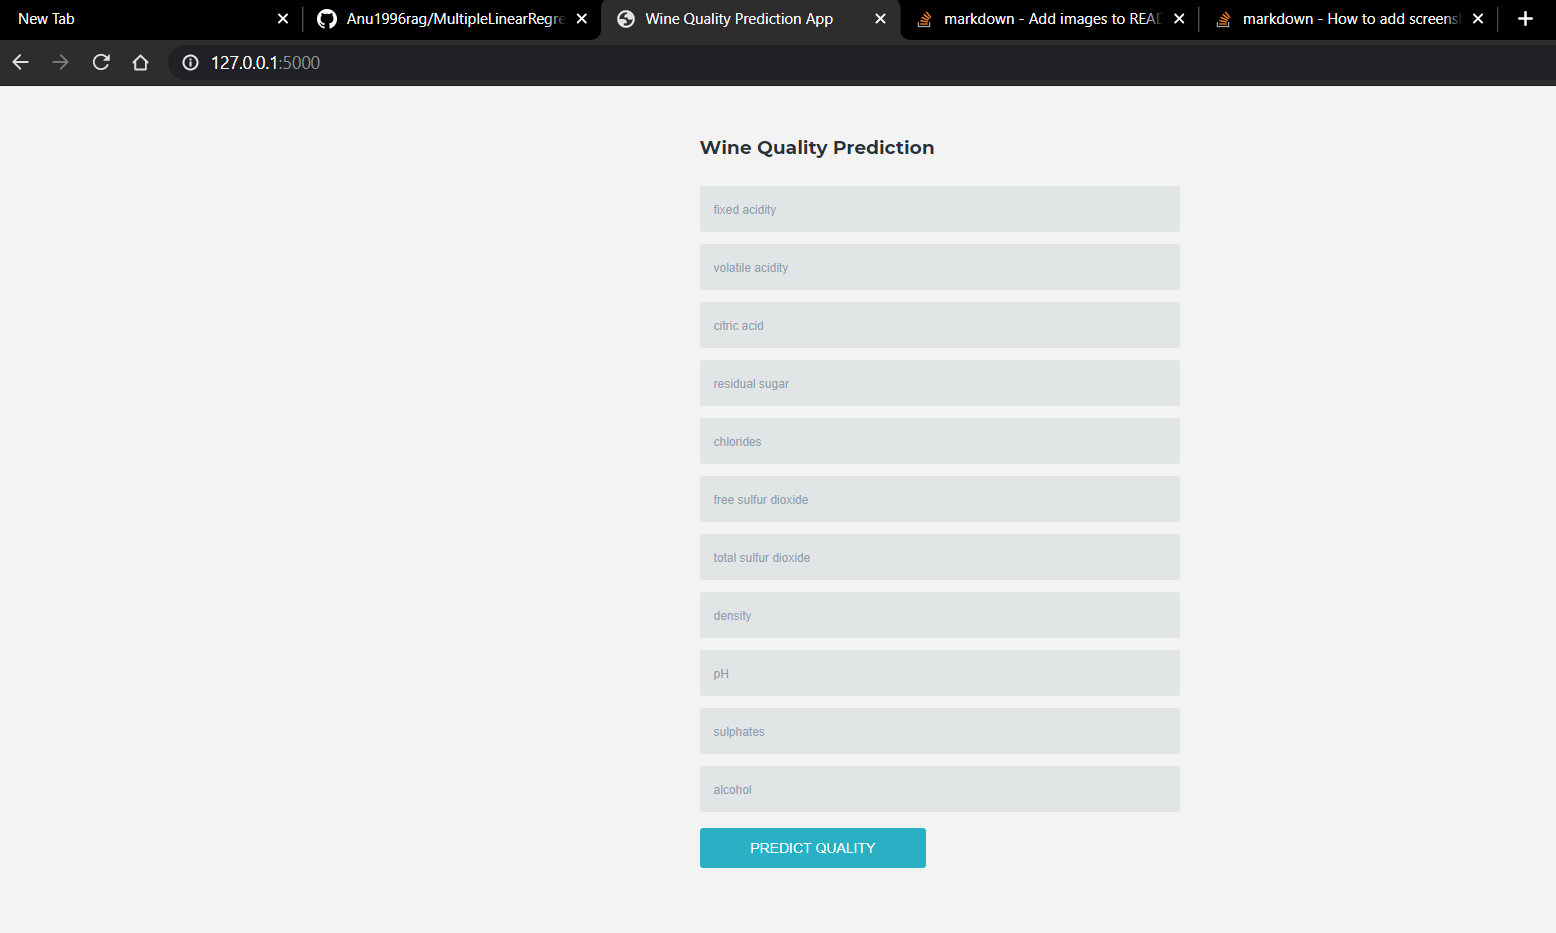 New Tab
Anu1996rag/MultipleLinearRegre
Wine Quality Prediction App
markdown - Add images to READ
markdown - How to add screens
127.0.0.1:5000
Wine Quality Prediction
fixed acidity
volatile acidity
citric acid
residual sugar
chlorides
free sulfur dioxide
total sulfur dioxide
density
pH
sulphates
alcohol
PREDICT QUALITY